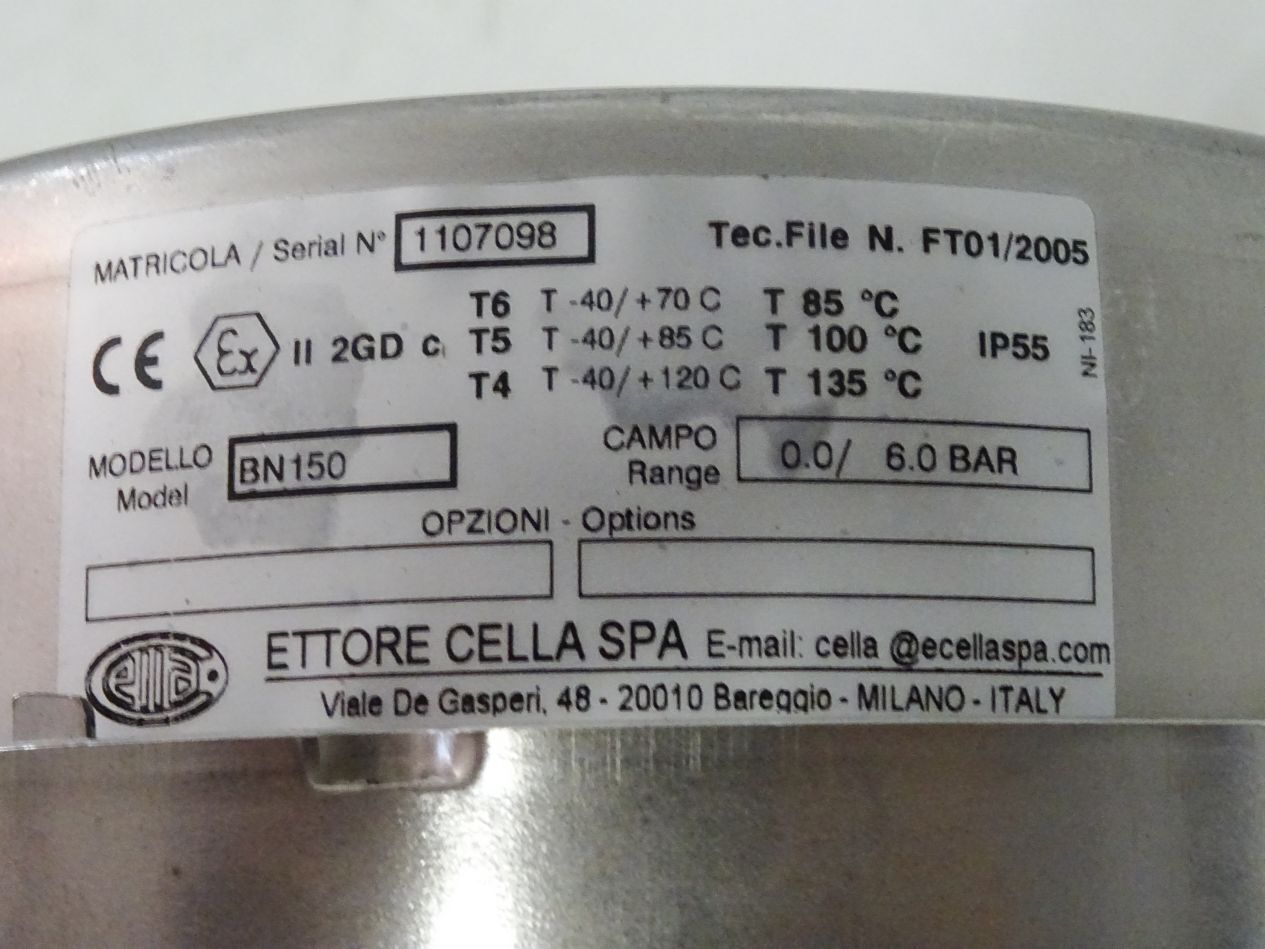 MATRICOLA / Serial N° 1107098 Tec.File N. FT01/2005
T6 T -40/+70 C T 85 °C
CE Ex II 2GD c T5 T -40/+85 C T 100 °C IP55
T4 T -40/+120 C T 135 °C
NI-183
MODELLO BN150 CAMPO 0.0/ 6.0 BAR
Model Range
OPZIONI - Options
cella
ETTORE CELLA SPA E-mail: cella @ecellaspa.com
Viale De Gasperi, 48 - 20010 Bareggio - MILANO - ITALY